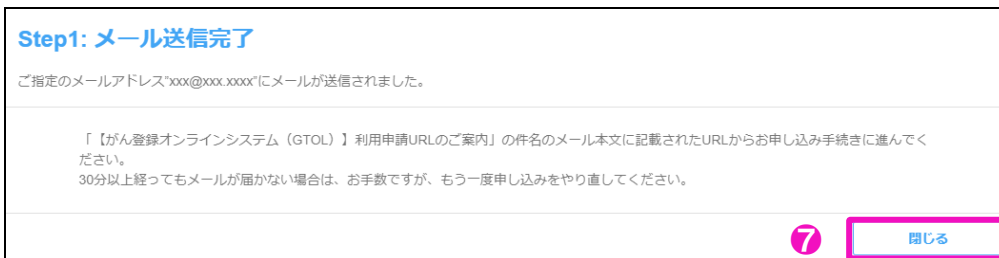 Step1: メール送信完了
ご指定のメールアドレス"xxx@xxx.xxxx"にメールが送信されました。
「【がん登録オンラインシステム（GTOL）】利用申請URLのご案内」の件名のメール本文に記載されたURLからお申し込み手続きに進んでく
ださい。
30分以上経ってもメールが届かない場合は、お手数ですが、もう一度申し込みをやり直してください。
❼ 閉じる